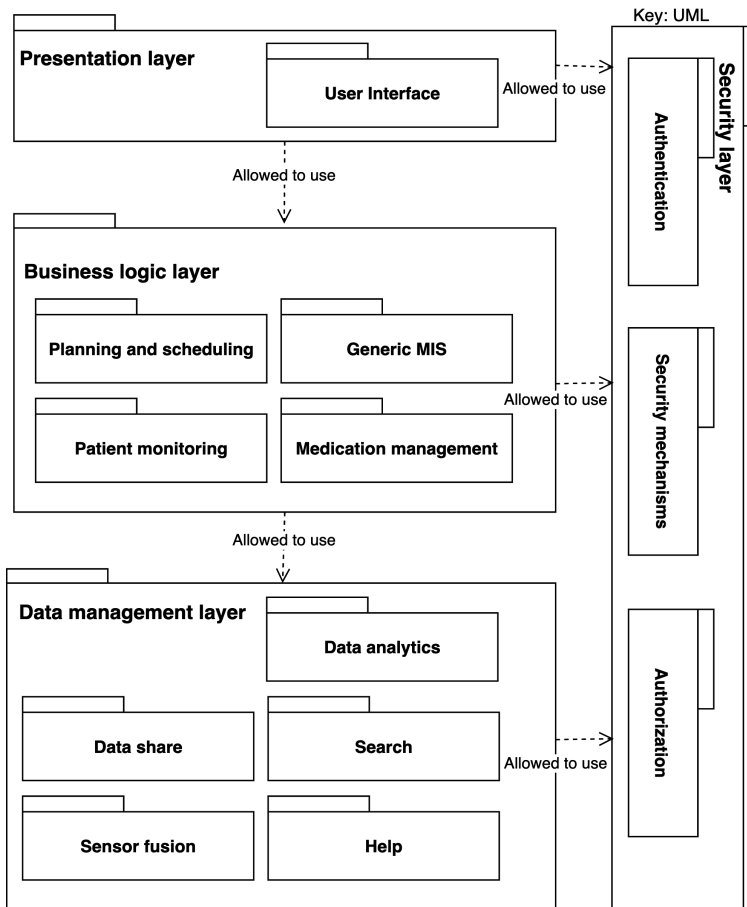 Key: UML
Presentation layer
User Interface
Allowed to use
Allowed to use
Business logic layer
Planning and scheduling
Generic MIS
Patient monitoring
Medication management
Allowed to use
Allowed to use
Data management layer
Data analytics
Data share
Search
Sensor fusion
Help
Allowed to use
Security layer
Authentication
Security mechanisms
Authorization